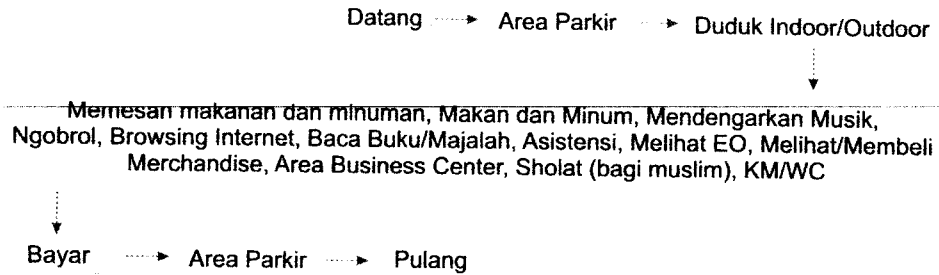 Datang Area Parkir Duduk Indoor/Outdoor
Memesan makanan dan minuman, Makan dan Minum, Mendengarkan Musik,
Ngobrol, Browsing Internet, Baca Buku/Majalah, Asistensi, Melihat EO, Melihat/Membeli
Merchandise, Area Business Center, Sholat (bagi muslim), KM/WC
Bayar Area Parkir Pulang